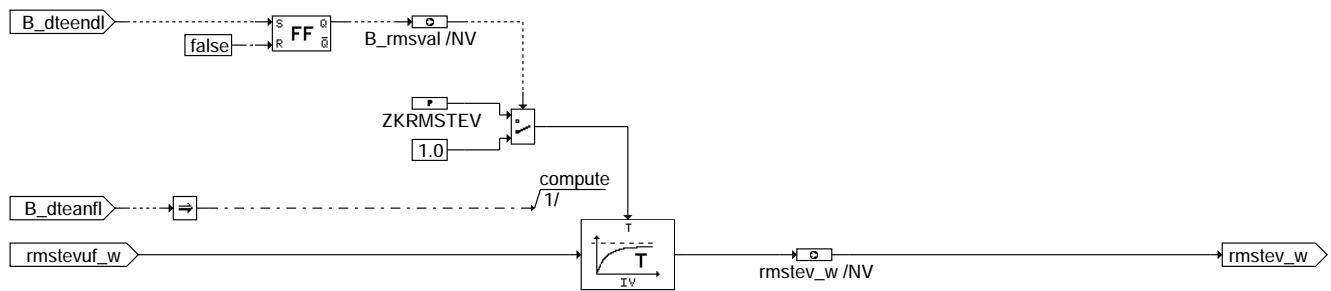 B_dteendl
S Q
FF
R Q̅
false
B_rmsval /NV
P
ZKRMSTEV
1.0
compute
1/
B_dteanfl
T
rmstevuf_w
T
IV
rmstev_w /NV
rmstev_w